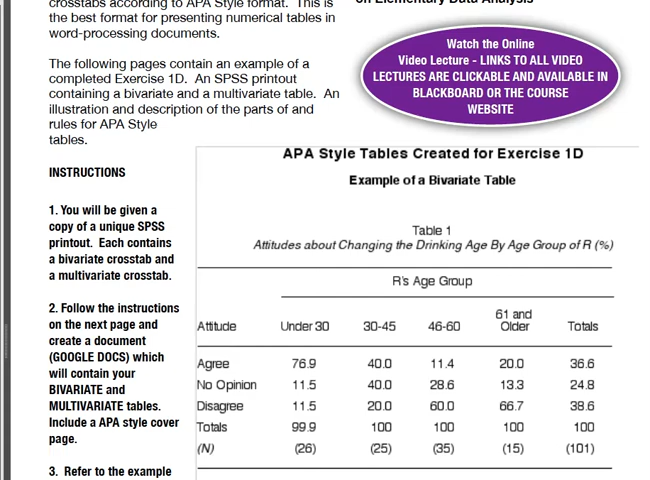 crosstabs according to APA Style format. This is
the best format for presenting numerical tables in
word-processing documents.
The following pages contain an example of a
completed Exercise 1D. An SPSS printout
containing a bivariate and a multivariate table. An
illustration and description of the parts of and
rules for APA Style
tables.
INSTRUCTIONS
1. You will be given a
copy of a unique SPSS
printout. Each contains
a bivariate crosstab and
a multivariate crosstab.
2. Follow the instructions
on the next page and
create a document
(GOOGLE DOCS) which
will contain your
BIVARIATE and
MULTIVARIATE tables.
Include a APA style cover
page.
3. Refer to the example
on Elementary Data Analysis
Watch the Online
Video Lecture - LINKS TO ALL VIDEO
LECTURES ARE CLICKABLE AND AVAILABLE IN
BLACKBOARD OR THE COURSE
WEBSITE
APA Style Tables Created for Exercise 1D
Example of a Bivariate Table
Table 1
Attitudes about Changing the Drinking Age By Age Group of R (%)
R's Age Group
Attitude Under 30 30-45 46-60 61 and Older Totals
Agree 76.9 40.0 11.4 20.0 36.6
No Opinion 11.5 40.0 28.6 13.3 24.8
Disagree 11.5 20.0 60.0 66.7 38.6
Totals 99.9 100 100 100 100
(N) (26) (25) (35) (15) (101)